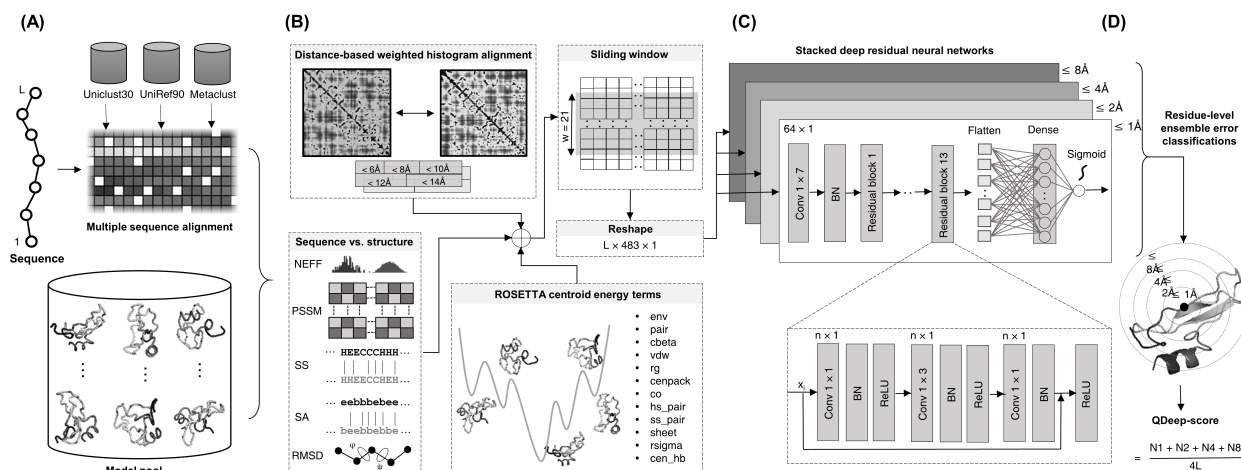 (A)
Uniclust30
UniRef90
Metaclust
L
1
Sequence
Multiple sequence alignment
Model pool
(B)
Distance-based weighted histogram alignment
< 6Å
< 8Å
< 10Å
< 12Å
< 14Å
Sliding window
w = 21
Reshape
L × 483 × 1
Sequence vs. structure
NEFF
PSSM
SS
··· HEECCCHHH ···
··· HHEECCHEH ···
SA
··· eebbbebee ···
··· beebbebbe ···
RMSD
φ
ψ
ROSETTA centroid energy terms
• env
• pair
• cbeta
• vdw
• rg
• cenpack
• co
• hs_pair
• ss_pair
• sheet
• rsigma
• cen_hb
(C)
Stacked deep residual neural networks
≤ 8Å
≤ 4Å
≤ 2Å
≤ 1Å
64 × 1
Conv 1 × 7
BN
Residual block 1
Residual block 13
Flatten
Dense
Sigmoid
n × 1
n × 1
n × 1
Conv 1 × 1
BN
ReLU
Conv 1 × 3
BN
ReLU
Conv 1 × 1
BN
ReLU
(D)
Residue-level
ensemble error
classifications
≤
8Å≤
4Å≤
2Å≤ 1Å
QDeep-score
= N1 + N2 + N4 + N8
4L